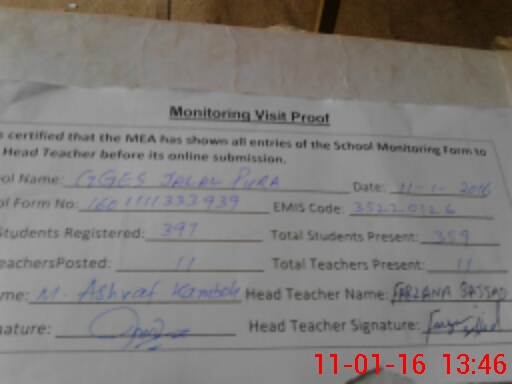 Monitoring Visit Proof
s certified that the MEA has shown all entries of the School Monitoring Form to
Head Teacher before its online submission.
ol Name: GGES JALAL PURA Date: 11-1-2016
ol Form No: 1601111333939 EMIS Code: 35220126
Students Registered: 397 Total Students Present: 359
eachersPosted: 11 Total Teachers Present: 11
me: M. Ashraf Kamboh Head Teacher Name: FARZANA SAJJAD
nature: Head Teacher Signature:
11-01-16 13:46